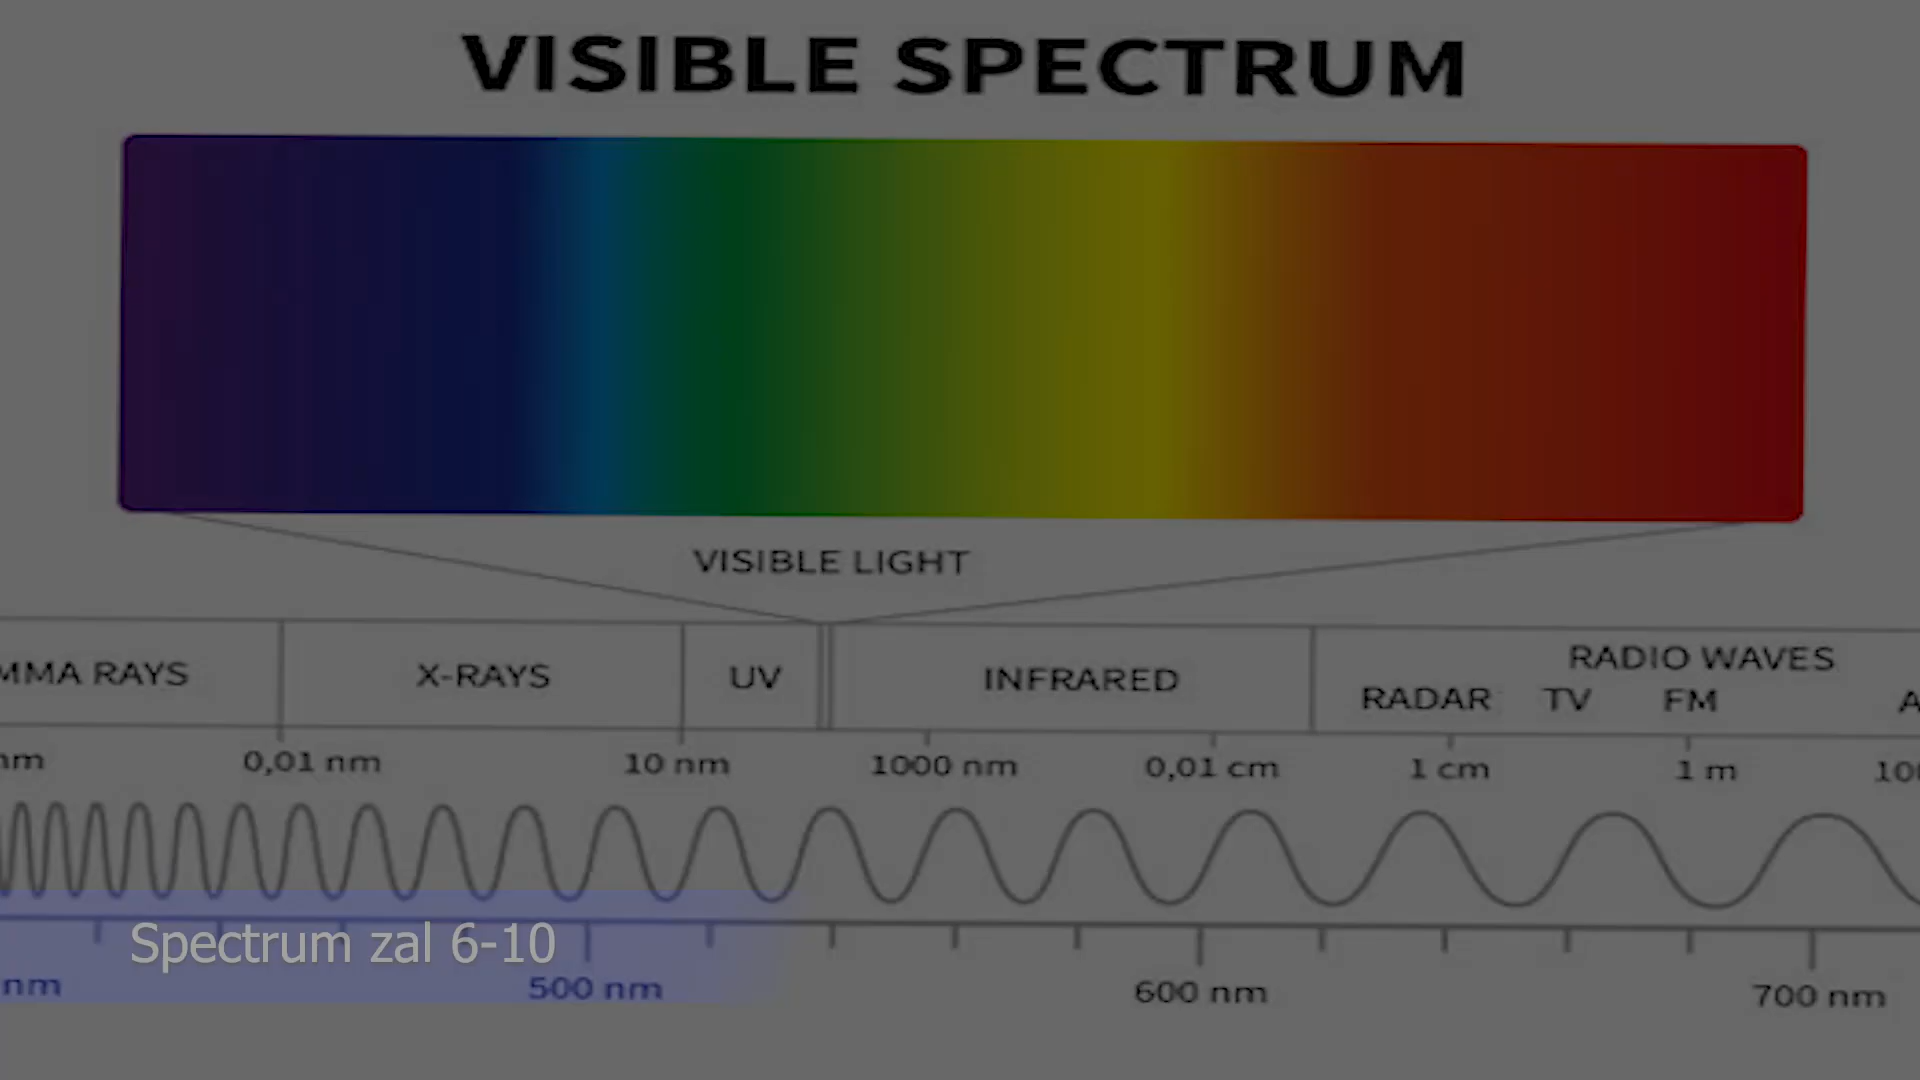 VISIBLE SPECTRUM
VISIBLE LIGHT
MMA RAYS
X-RAYS
UV
INFRARED
RADIO WAVES
RADAR TV FM A
nm 0,01 nm 10 nm 1000 nm 0,01 cm 1 cm 1 m 10
Spectrum zal 6-10
nm 500 nm 600 nm 700 nm